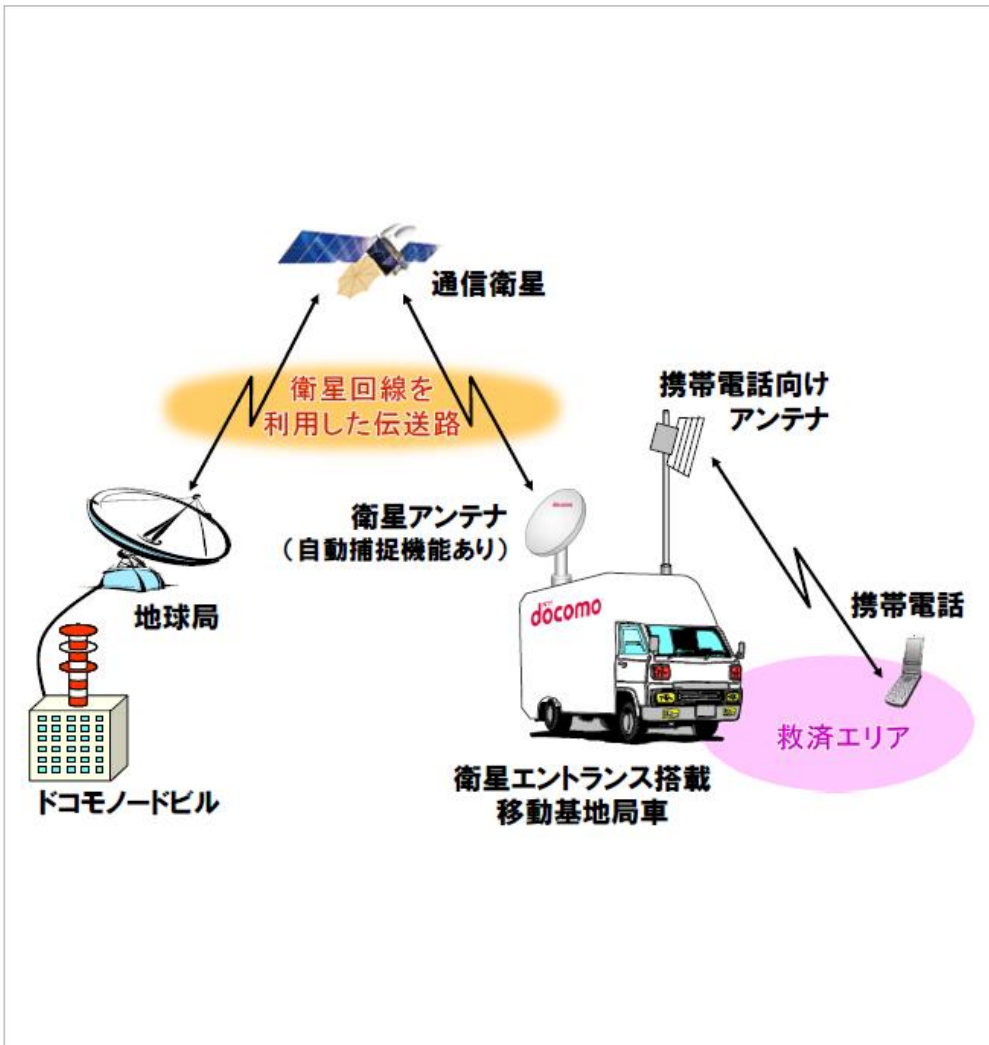 通信衛星
衛星回線を
利用した伝送路
携帯電話向け
アンテナ
衛星アンテナ
（自動捕捉機能あり）
docomo
地球局
döcomo
携帯電話
救済エリア
ドコモノードビル
衛星エントランス搭載
移動基地局車